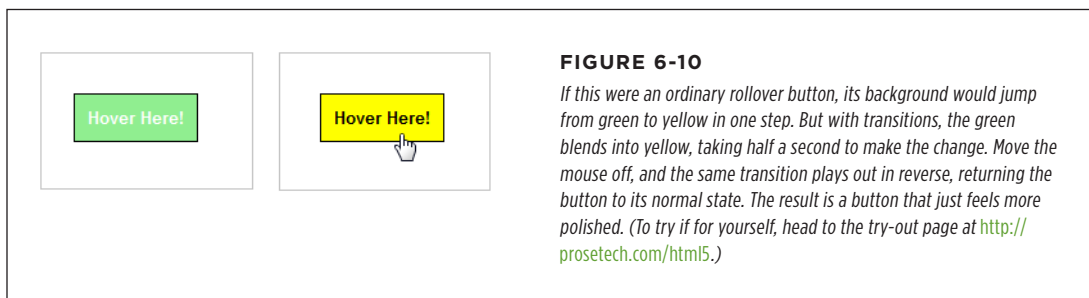 Hover Here!
Hover Here!
FIGURE 6-10
If this were an ordinary rollover button, its background would jump
from green to yellow in one step. But with transitions, the green
blends into yellow, taking half a second to make the change. Move the
mouse off, and the same transition plays out in reverse, returning the
button to its normal state. The result is a button that just feels more
polished. (To try if for yourself, head to the try-out page at http://
prosetech.com/html5.)